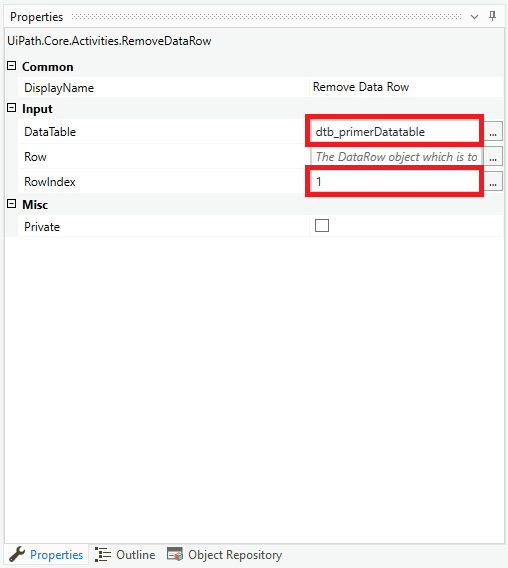 Properties
UiPath.Core.Activities.RemoveDataRow
Common
DisplayName Remove Data Row
Input
DataTable dtb_primerDatatable ...
Row The DataRow object which is to ...
RowIndex 1 ...
Misc
Private
Properties Outline Object Repository